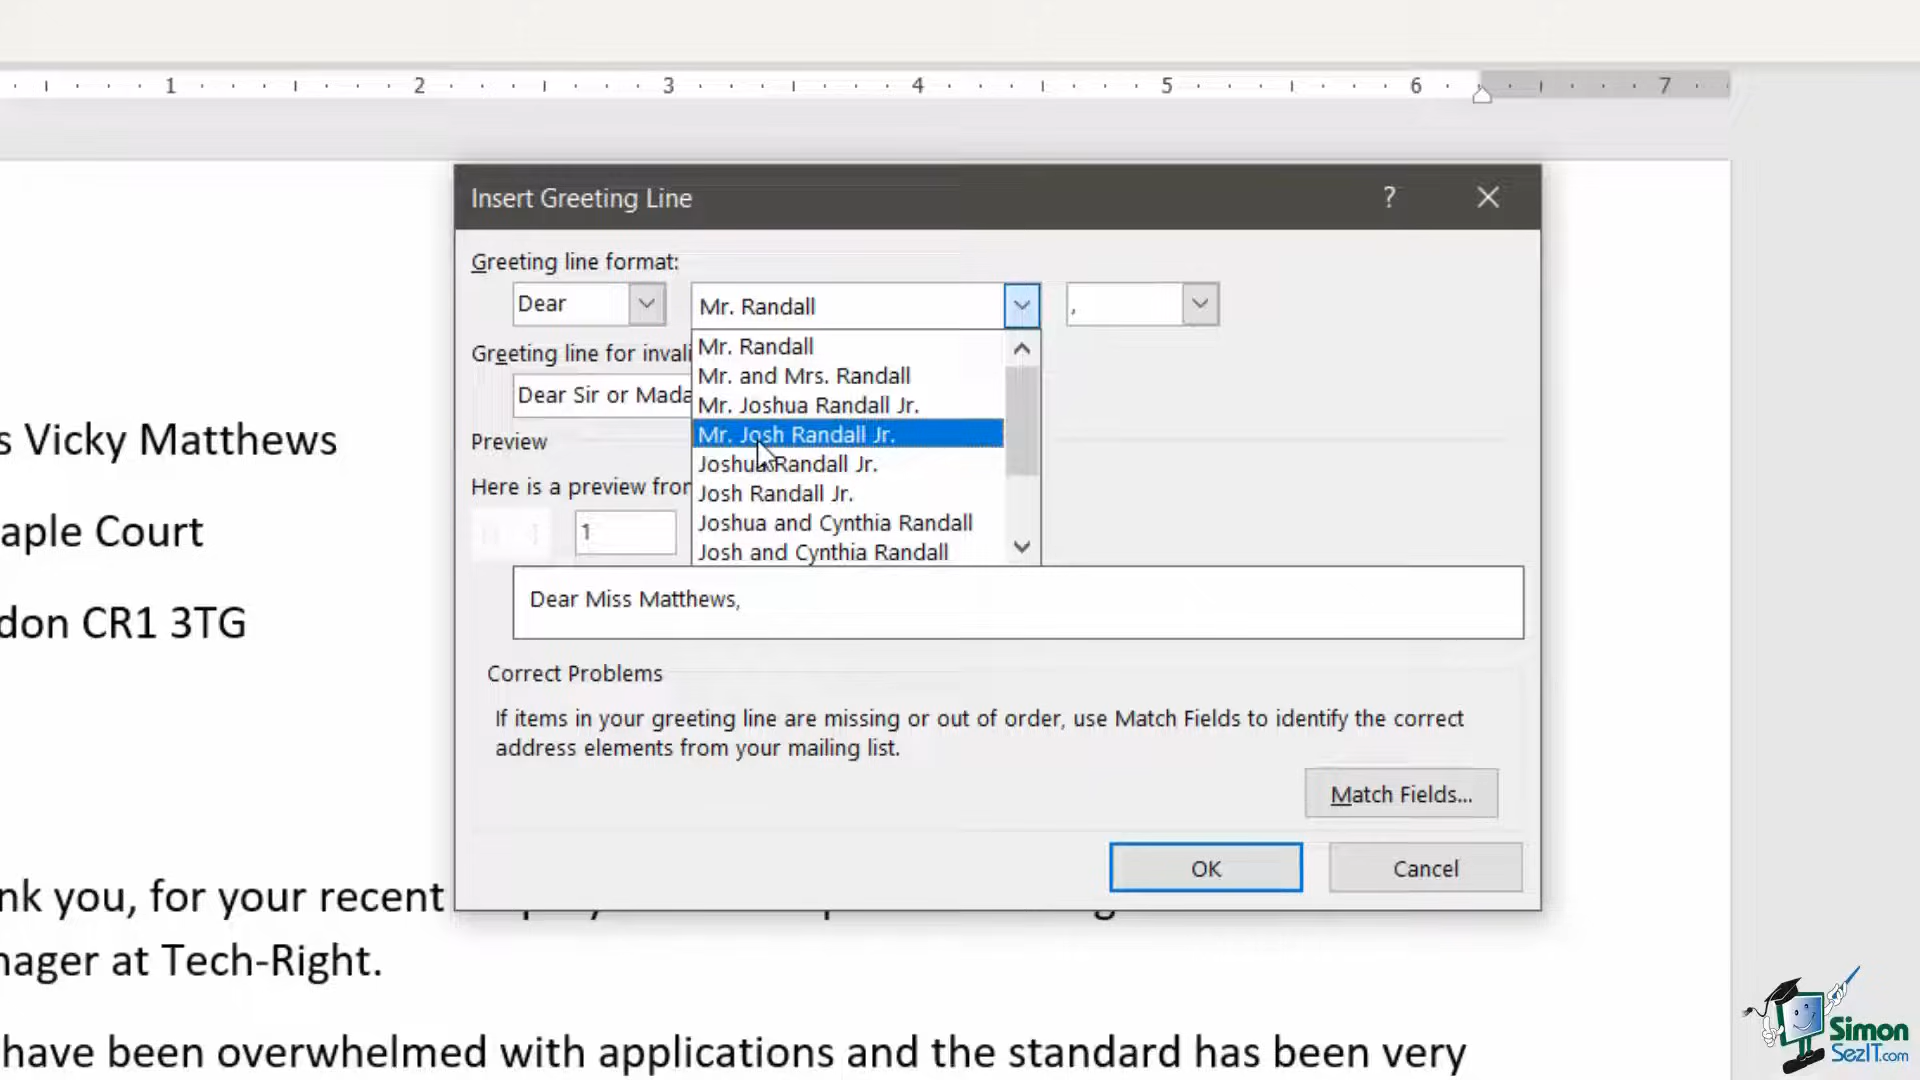 1 2 3 4 5 6 7
Insert Greeting Line ?
Greeting line format:
Dear Mr. Randall ,
Mr. Randall
Greeting line for invali
Mr. and Mrs. Randall
Dear Sir or Mada
Mr. Joshua Randall Jr.
s Vicky Matthews
Preview
Mr. Josh Randall Jr.
Joshua Randall Jr.
Here is a preview fror
Josh Randall Jr.
aple Court
1
Joshua and Cynthia Randall
Josh and Cynthia Randall
Dear Miss Matthews,
don CR1 3TG
Correct Problems
If items in your greeting line are missing or out of order, use Match Fields to identify the correct
address elements from your mailing list.
Match Fields...
OK Cancel
nk you, for your recent
nager at Tech-Right.
have been overwhelmed with applications and the standard has been very
Simon
SezIT.com